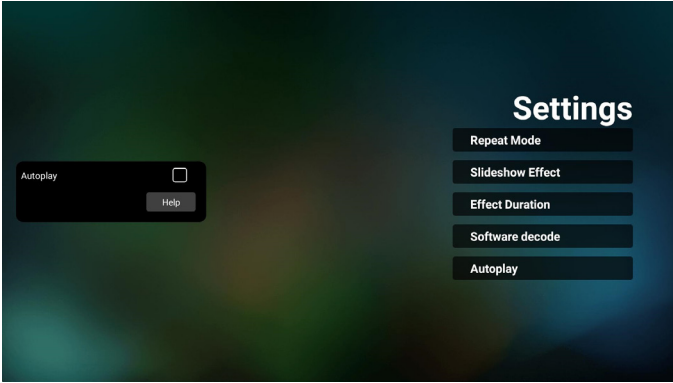 Autoplay
Help
Settings
Repeat Mode
Slideshow Effect
Effect Duration
Software decode
Autoplay